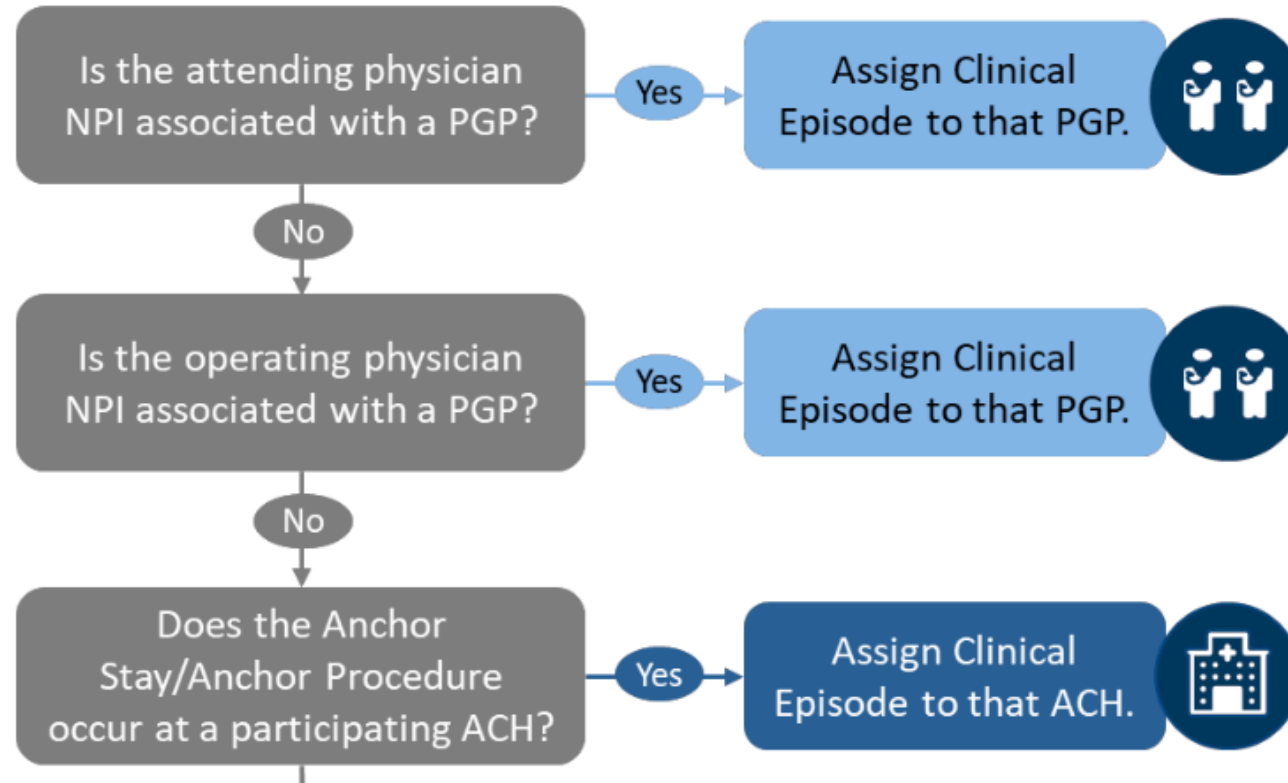 Is the attending physician
NPI associated with a PGP?
Yes
Assign Clinical
Episode to that PGP.
No
Is the operating physician
NPI associated with a PGP?
Yes
Assign Clinical
Episode to that PGP.
No
Does the Anchor
Stay/Anchor Procedure
occur at a participating ACH?
Yes
Assign Clinical
Episode to that ACH.